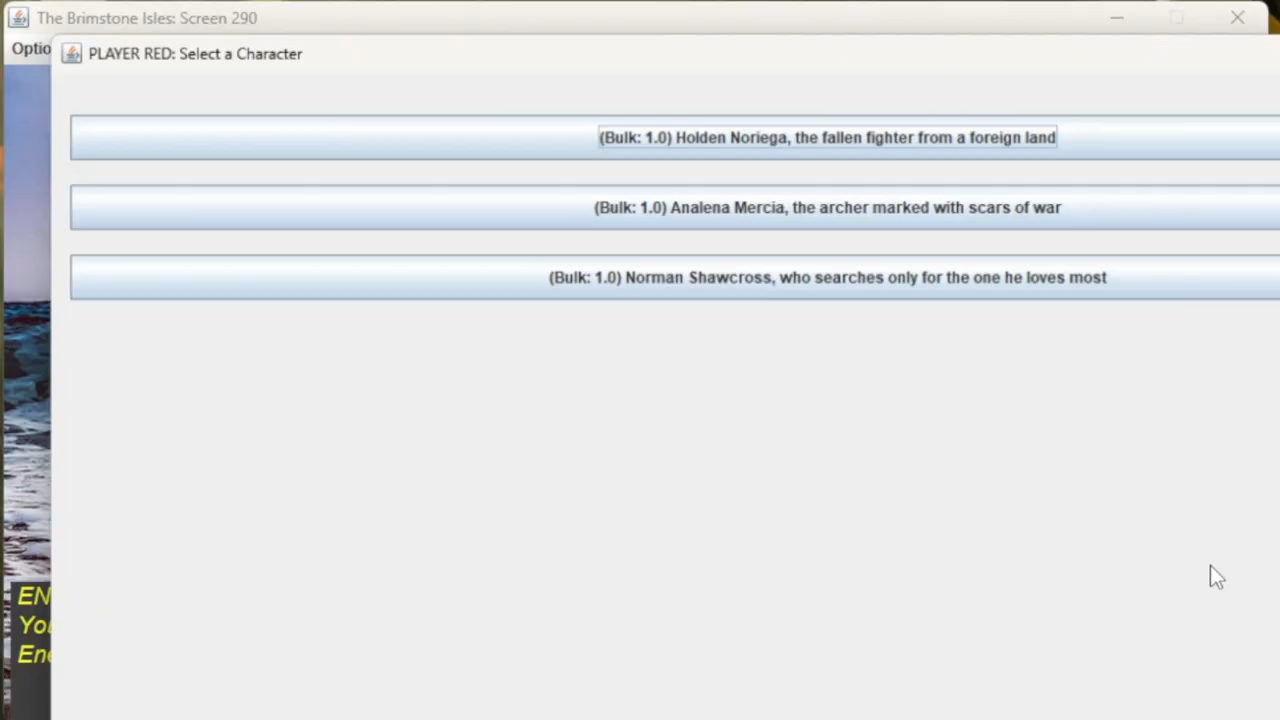 The Brimstone Isles: Screen 290
Optio
PLAYER RED: Select a Character
(Bulk: 1.0) Holden Noriega, the fallen fighter from a foreign land
(Bulk: 1.0) Analena Mercia, the archer marked with scars of war
(Bulk: 1.0) Norman Shawcross, who searches only for the one he loves most
EN
You
Ene